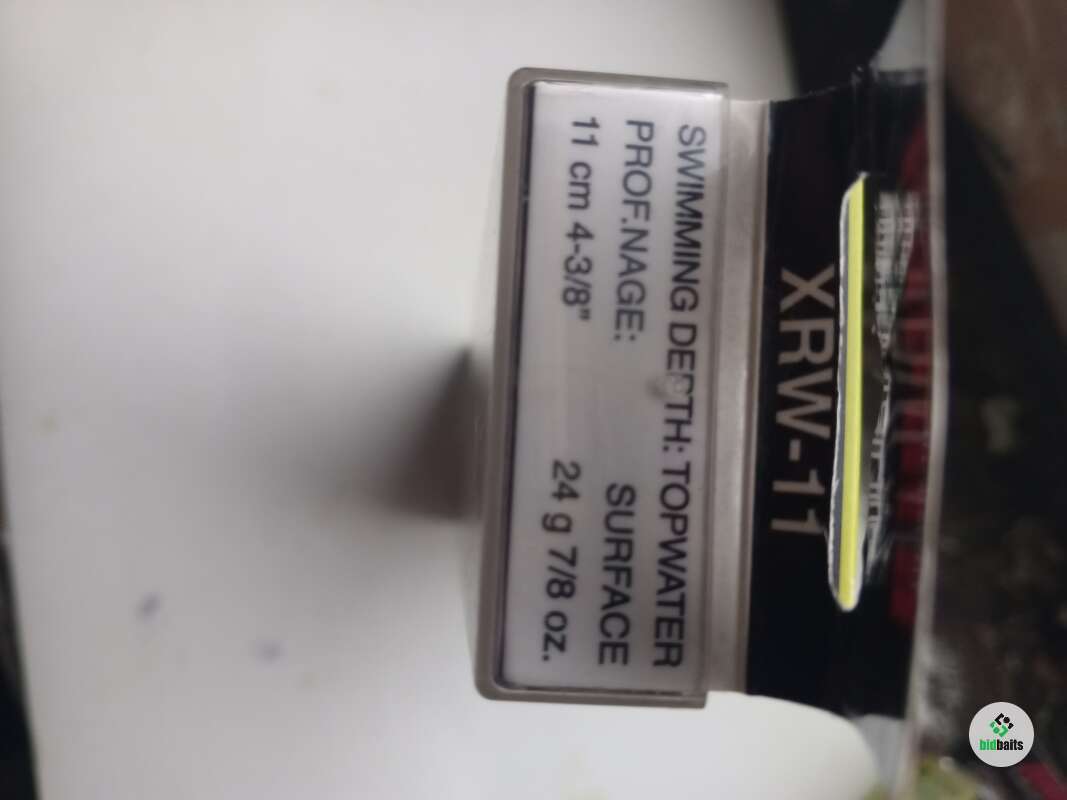 XRW-11
SWIMMING DEPTH: TOPWATER
PROF.NAGE: SURFACE
11 cm 4-3/8" 24 g 7/8 oz.
bidbaits